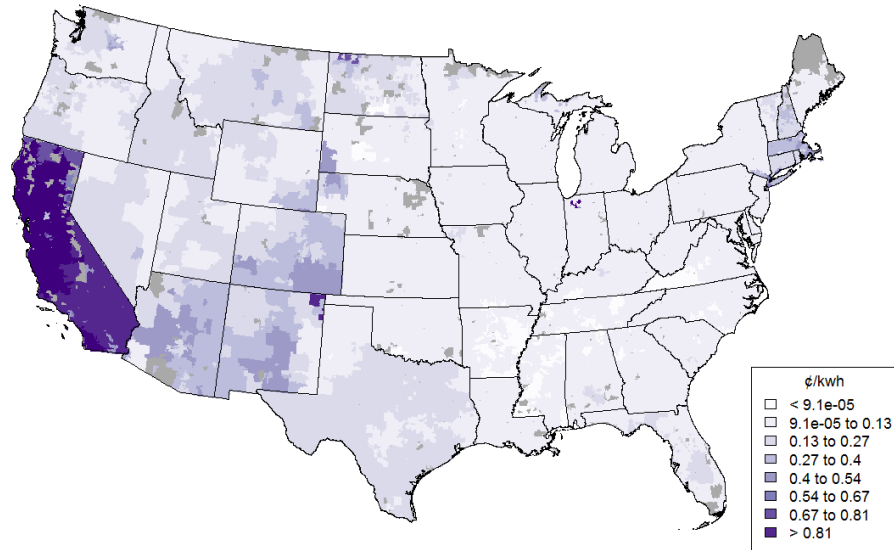 ¢/kwh
< 9.1e-05
9.1e-05 to 0.13
0.13 to 0.27
0.27 to 0.4
0.4 to 0.54
0.54 to 0.67
0.67 to 0.81
> 0.81